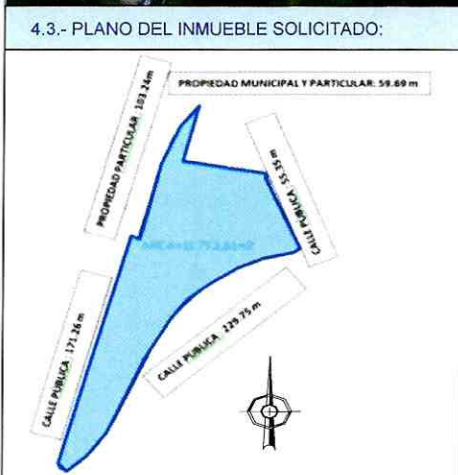 4.3.- PLANO DEL INMUEBLE SOLICITADO:
PROPIEDAD MUNICIPAL Y PARTICULAR: 59.69 m
PROPIEDAD PARTICULAR : 103.24m
CALLE PUBLICA : 55.35 m
CALLE PUBLICA : 171.26 m
CALLE PUBLICA : 229.75 m